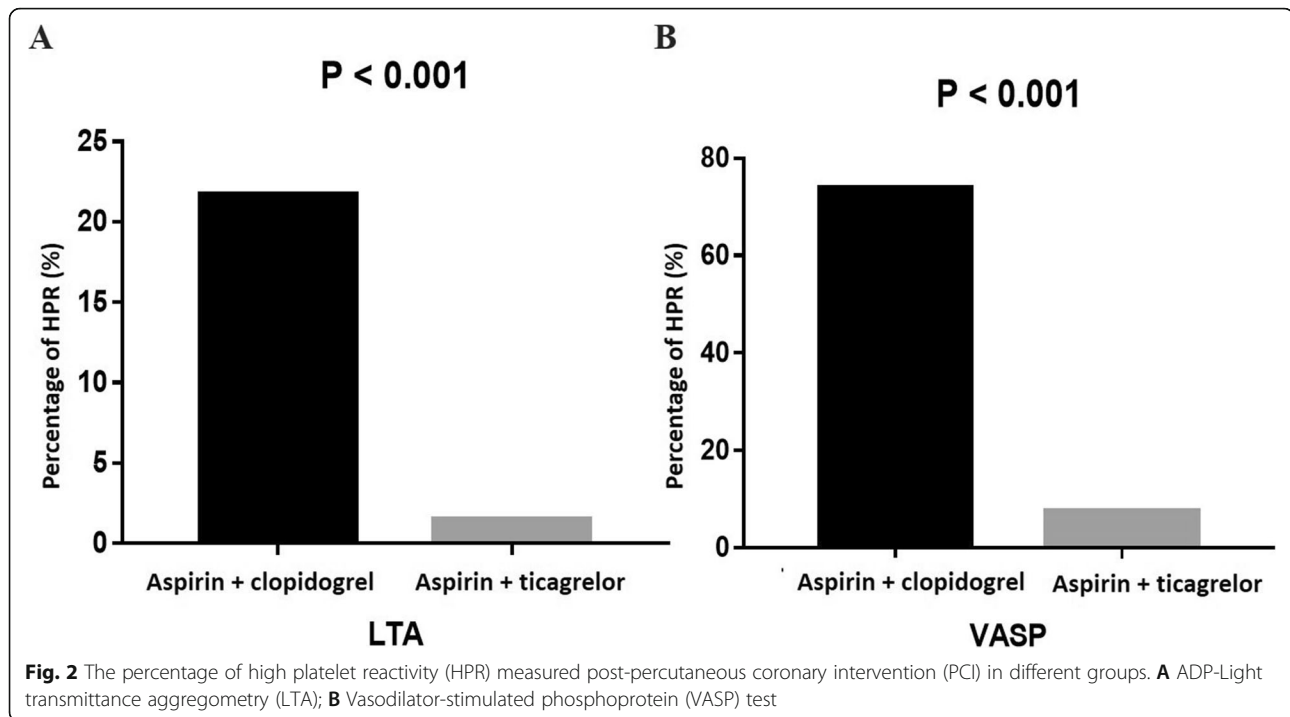 A
P < 0.001
Percentage of HPR (%)
25
20
15
10
5
0
Aspirin + clopidogrel
Aspirin + ticagrelor
LTA
B
P < 0.001
Percentage of HPR (%)
80
60
40
20
0
Aspirin + clopidogrel
Aspirin + ticagrelor
VASP
Fig. 2 The percentage of high platelet reactivity (HPR) measured post-percutaneous coronary intervention (PCI) in different groups. A ADP-Light
transmittance aggregometry (LTA); B Vasodilator-stimulated phosphoprotein (VASP) test